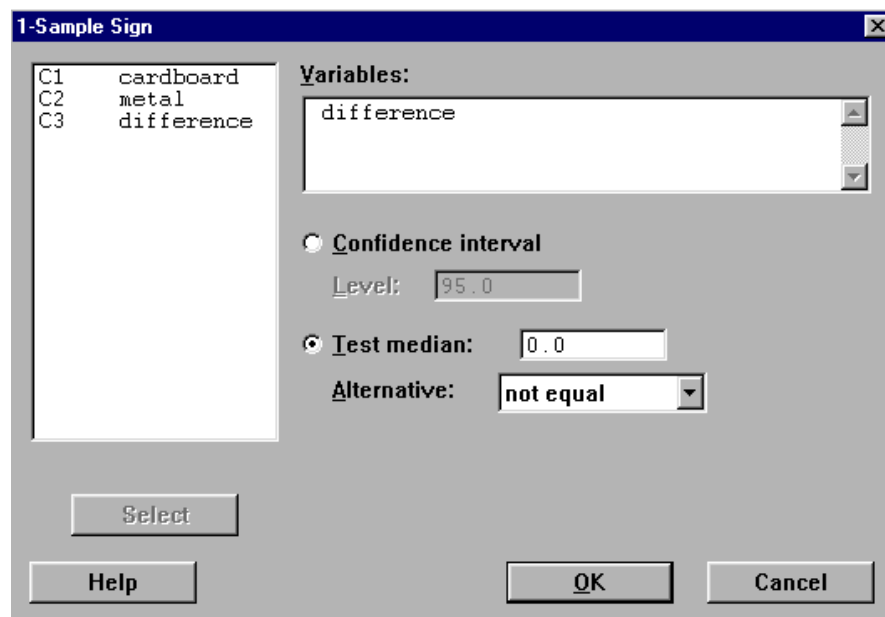 1-Sample Sign
C1 cardboard
C2 metal
C3 difference
Variables:
difference
Confidence interval
Level: 95.0
Test median: 0.0
Alternative: not equal
Select
Help
OK
Cancel